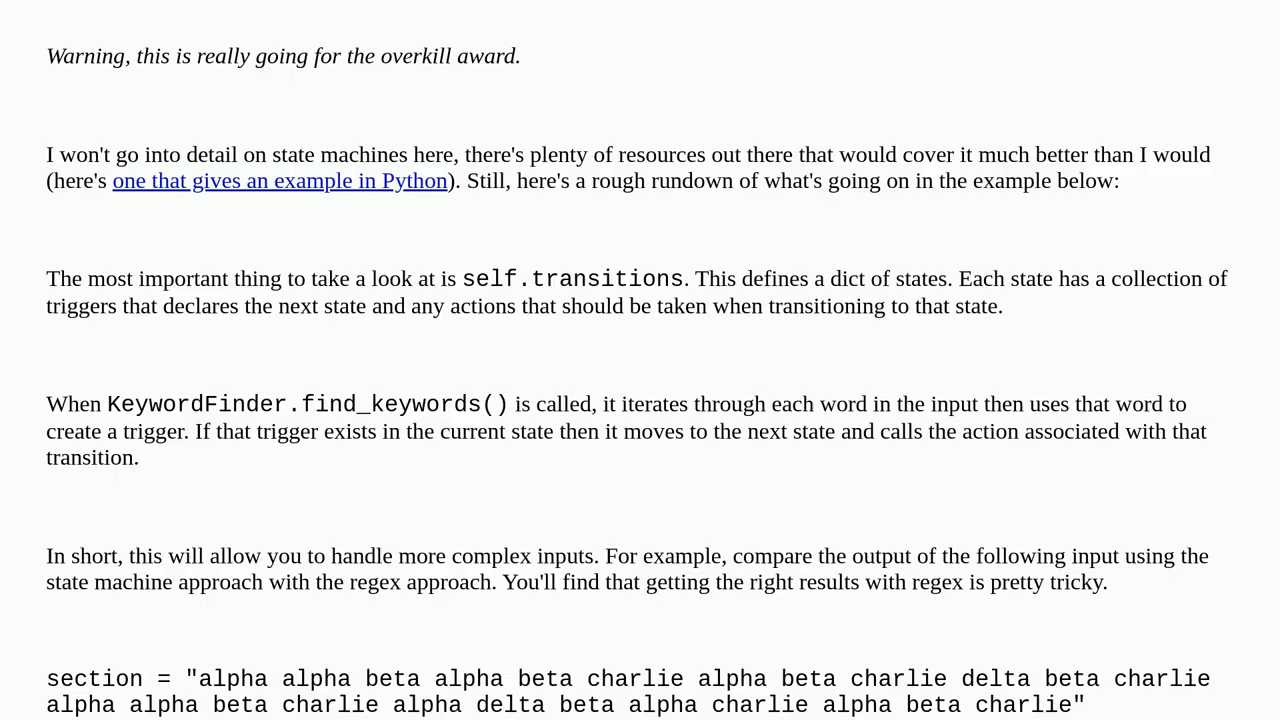 Warning, this is really going for the overkill award.
I won't go into detail on state machines here, there's plenty of resources out there that would cover it much better than I would
(here's one that gives an example in Python). Still, here's a rough rundown of what's going on in the example below:
The most important thing to take a look at is self.transitions. This defines a dict of states. Each state has a collection of
triggers that declares the next state and any actions that should be taken when transitioning to that state.
When KeywordFinder.find_keywords() is called, it iterates through each word in the input then uses that word to
create a trigger. If that trigger exists in the current state then it moves to the next state and calls the action associated with that
transition.
In short, this will allow you to handle more complex inputs. For example, compare the output of the following input using the
state machine approach with the regex approach. You'll find that getting the right results with regex is pretty tricky.
section = "alpha alpha beta alpha beta charlie alpha beta charlie delta beta charlie
alpha alpha beta charlie alpha delta beta alpha charlie alpha beta charlie"